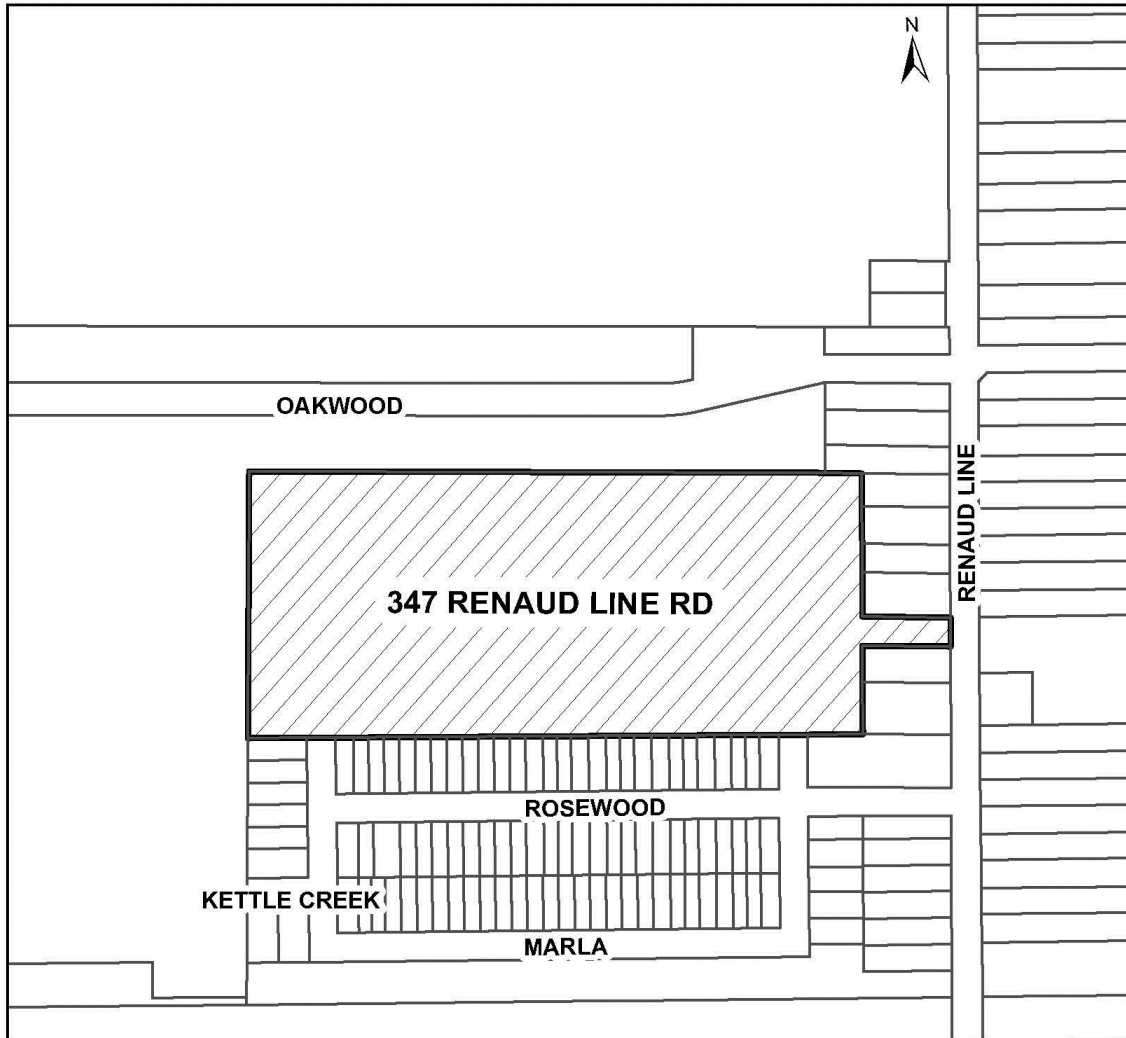 N
OAKWOOD
RENAUD LINE
347 RENAUD LINE RD
ROSEWOOD
KETTLE CREEK
MARLA